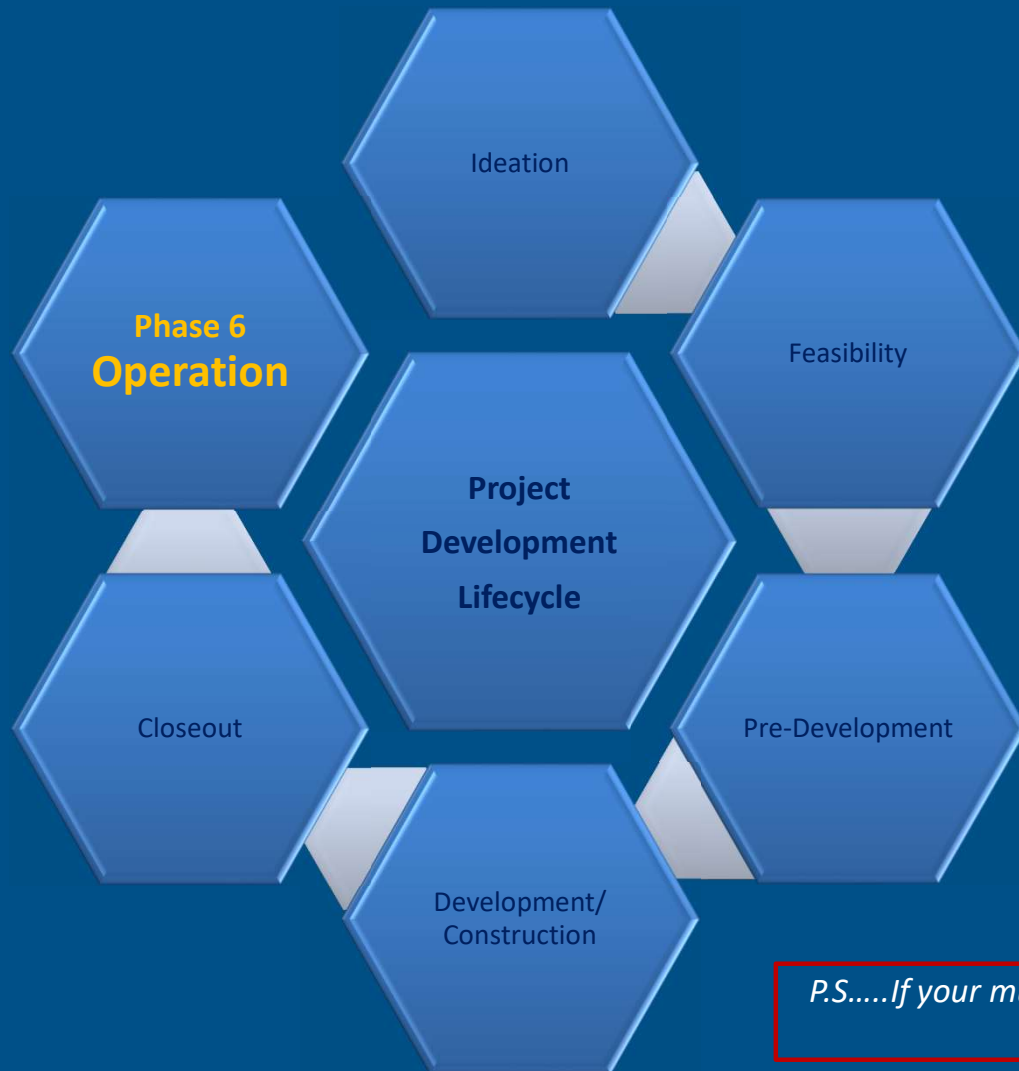 Ideation
Phase 6
Operation
Feasibility
Project
Development
Lifecycle
Closeout
Pre-Development
Development/
Construction
P.S.....If your